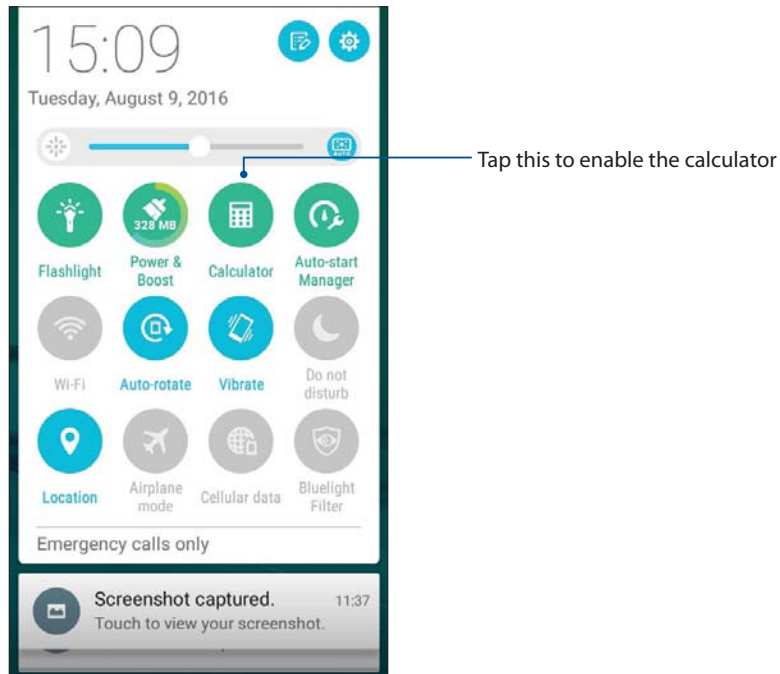 15:09
Tuesday, August 9, 2016
AUTO
Tap this to enable the calculator
328 MB
Flashlight
Power &
Boost
Calculator
Auto-start
Manager
Wi-Fi
Auto-rotate
Vibrate
Do not
disturb
Location
Airplane
mode
Cellular data
Bluelight
Filter
Emergency calls only
Screenshot captured. 11:37
Touch to view your screenshot.